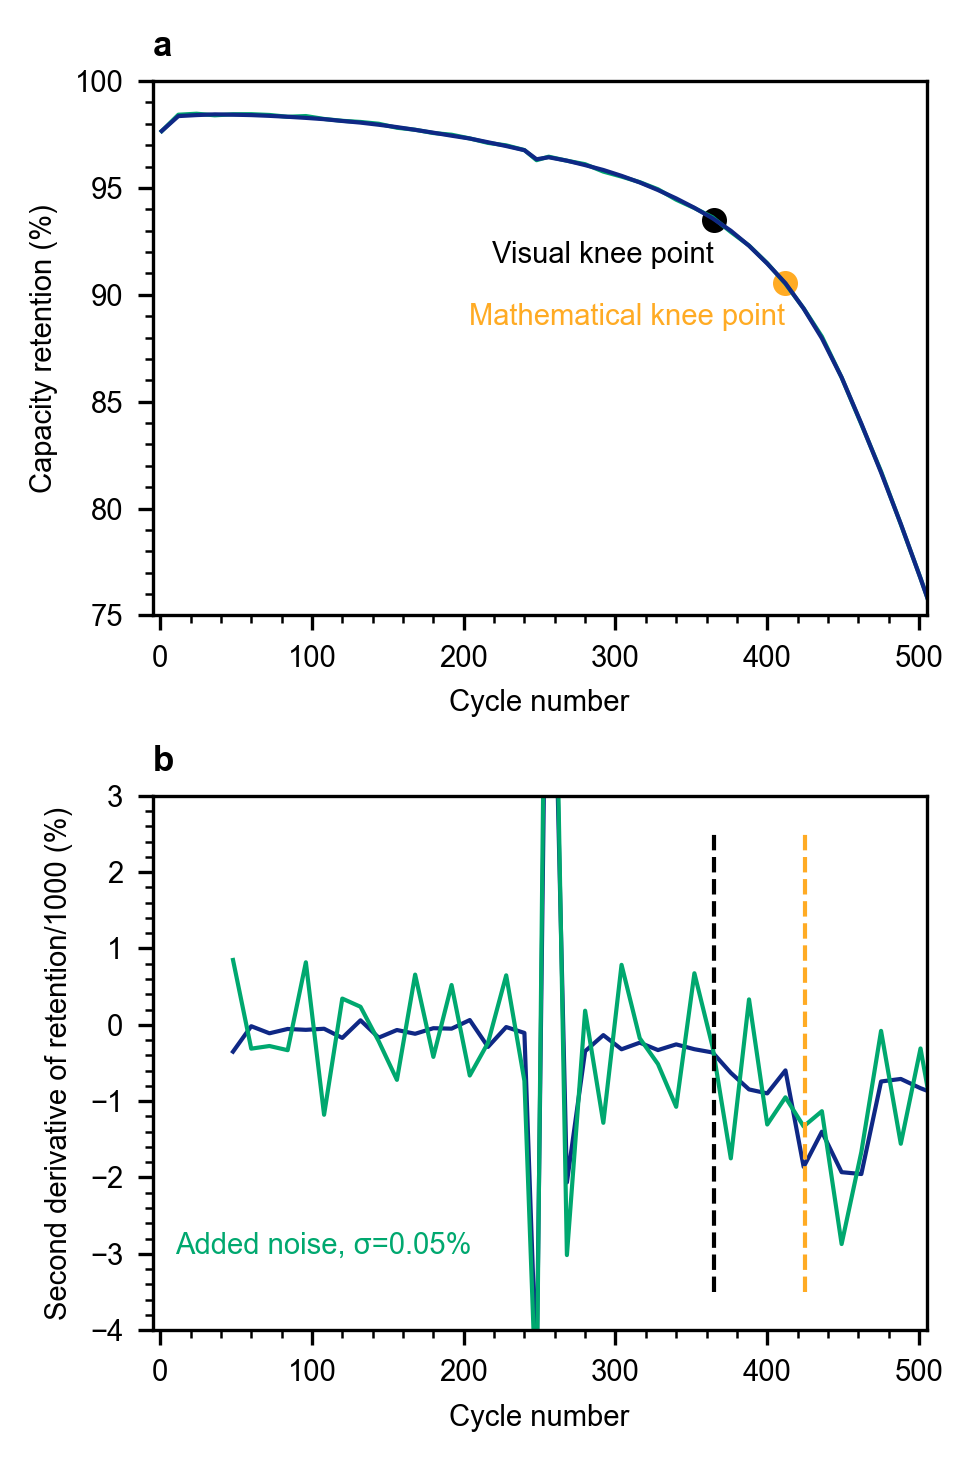 a
100
95
90
85
80
75
Capacity retention (%)
Visual knee point
Mathematical knee point
0 100 200 300 400 500
Cycle number
b
3
2
1
0
−1
−2
−3
−4
Second derivative of retention/1000 (%)
Added noise, σ=0.05%
0 100 200 300 400 500
Cycle number